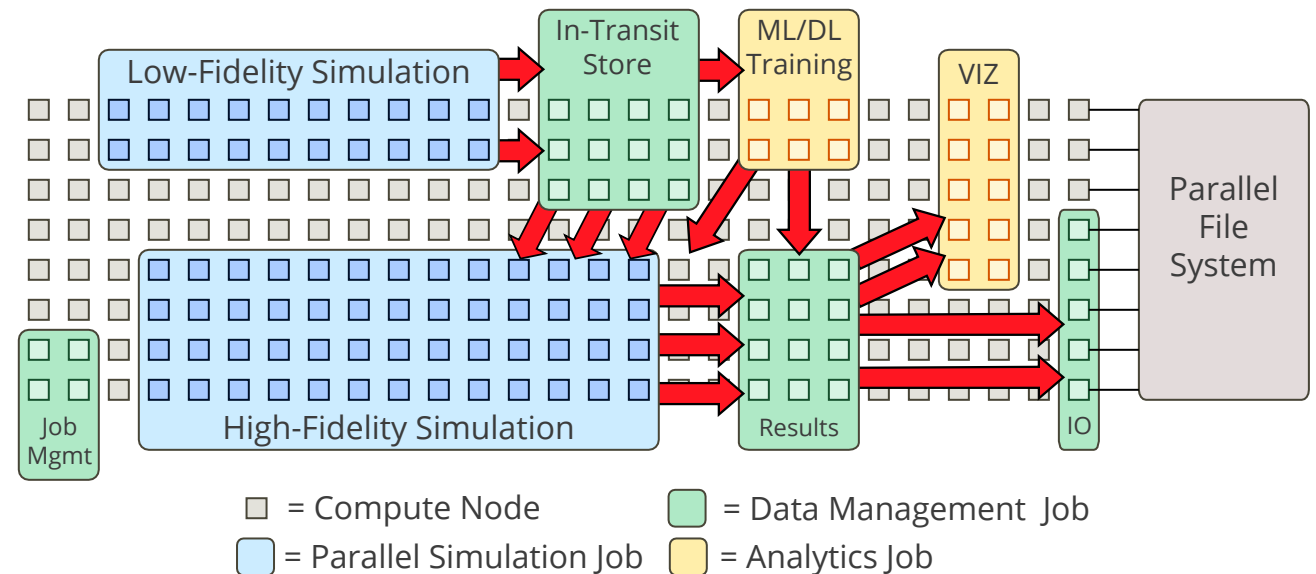 In-Transit
Store
ML/DL
Training
Low-Fidelity Simulation
VIZ
Parallel
File
System
High-Fidelity Simulation
Job
Mgmt
Results
IO
= Compute Node
= Data Management Job
= Parallel Simulation Job
= Analytics Job